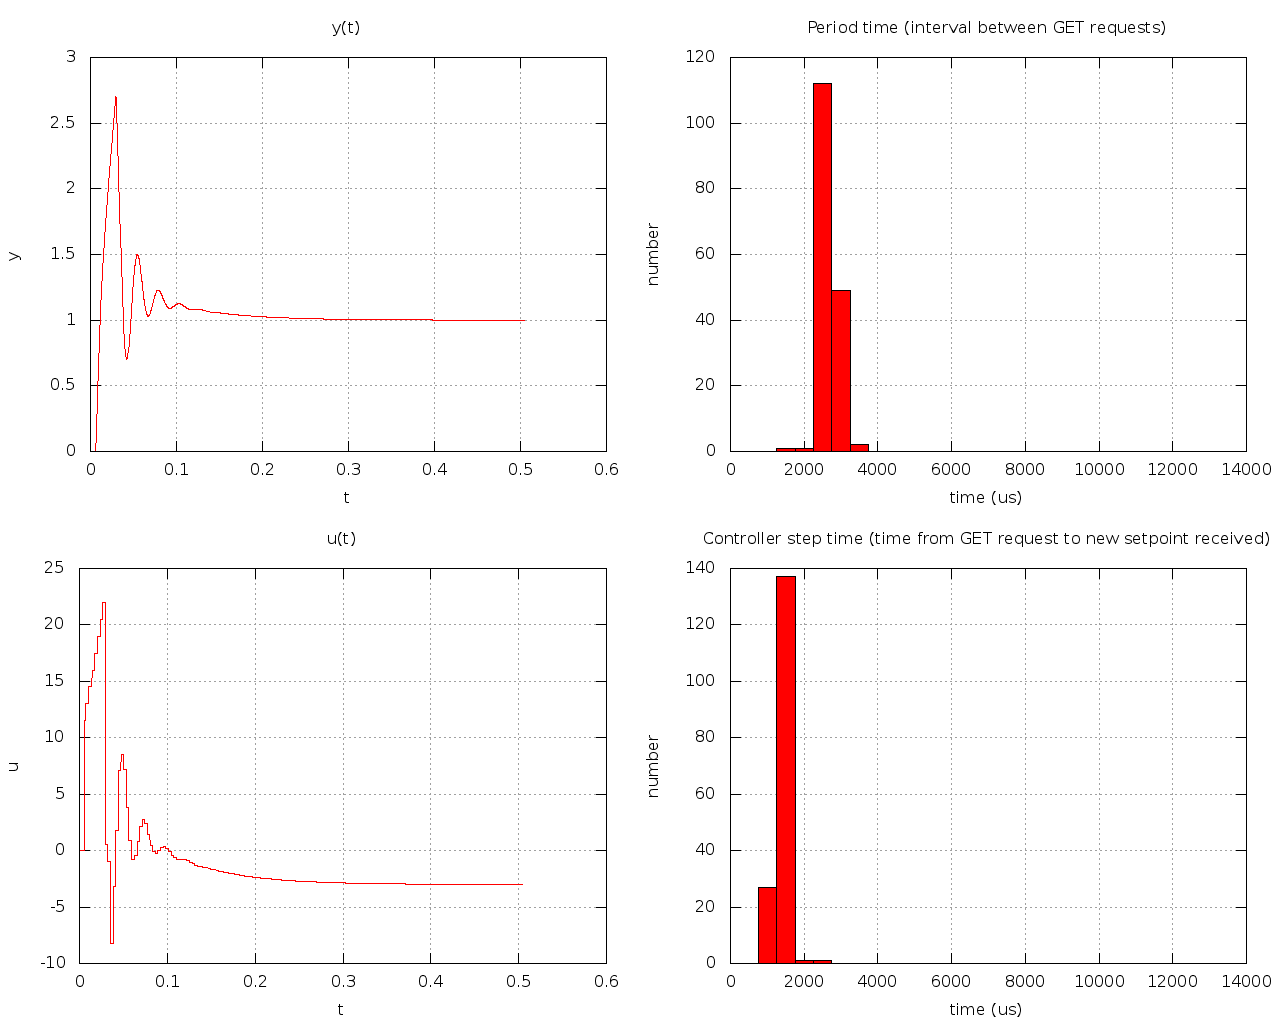 y(t)
3
2.5
2
1.5
1
0.5
0
y
0 0.1 0.2 0.3 0.4 0.5 0.6
t
Period time (interval between GET requests)
120
100
80
60
40
20
0
number
0 2000 4000 6000 8000 10000 12000 14000
time (us)
u(t)
25
20
15
10
5
0
-5
-10
u
0 0.1 0.2 0.3 0.4 0.5 0.6
t
Controller step time (time from GET request to new setpoint received)
140
120
100
80
60
40
20
0
number
0 2000 4000 6000 8000 10000 12000 14000
time (us)